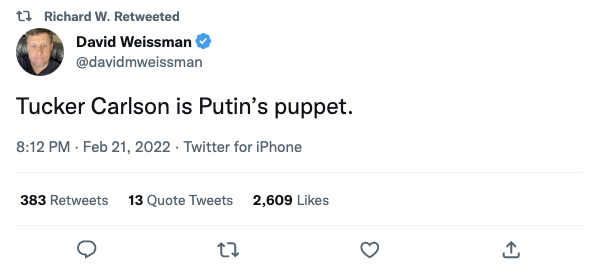 Richard W. Retweeted
David Weissman
@davidmweissman
Tucker Carlson is Putin’s puppet.
8:12 PM · Feb 21, 2022 · Twitter for iPhone
383 Retweets 13 Quote Tweets 2,609 Likes